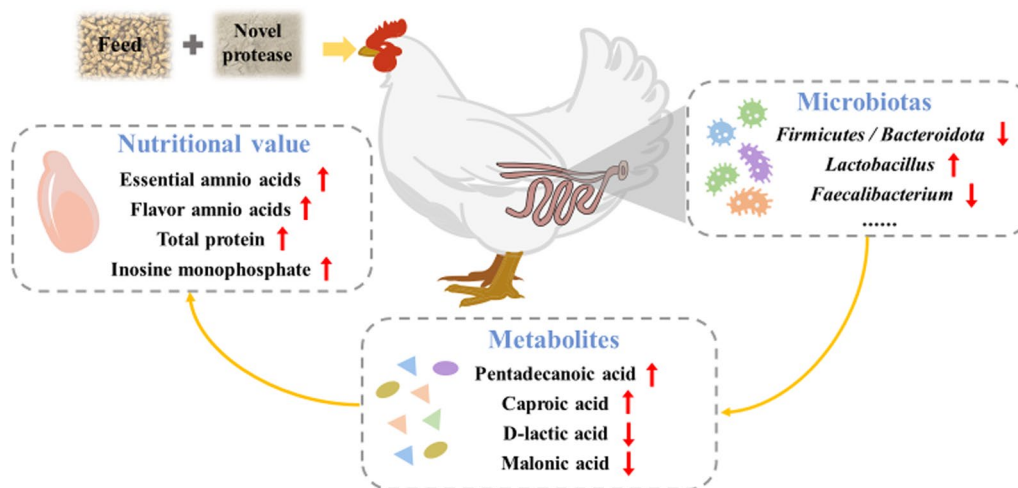 Feed
Novel
protease
Nutritional value
Essential amnio acids
Flavor amnio acids
Total protein
Inosine monophosphate
Microbiotas
Firmicutes / Bacteroidota
Lactobacillus
Faecalibacterium
......
Metabolites
Pentadecanoic acid
Caproic acid
D-lactic acid
Malonic acid